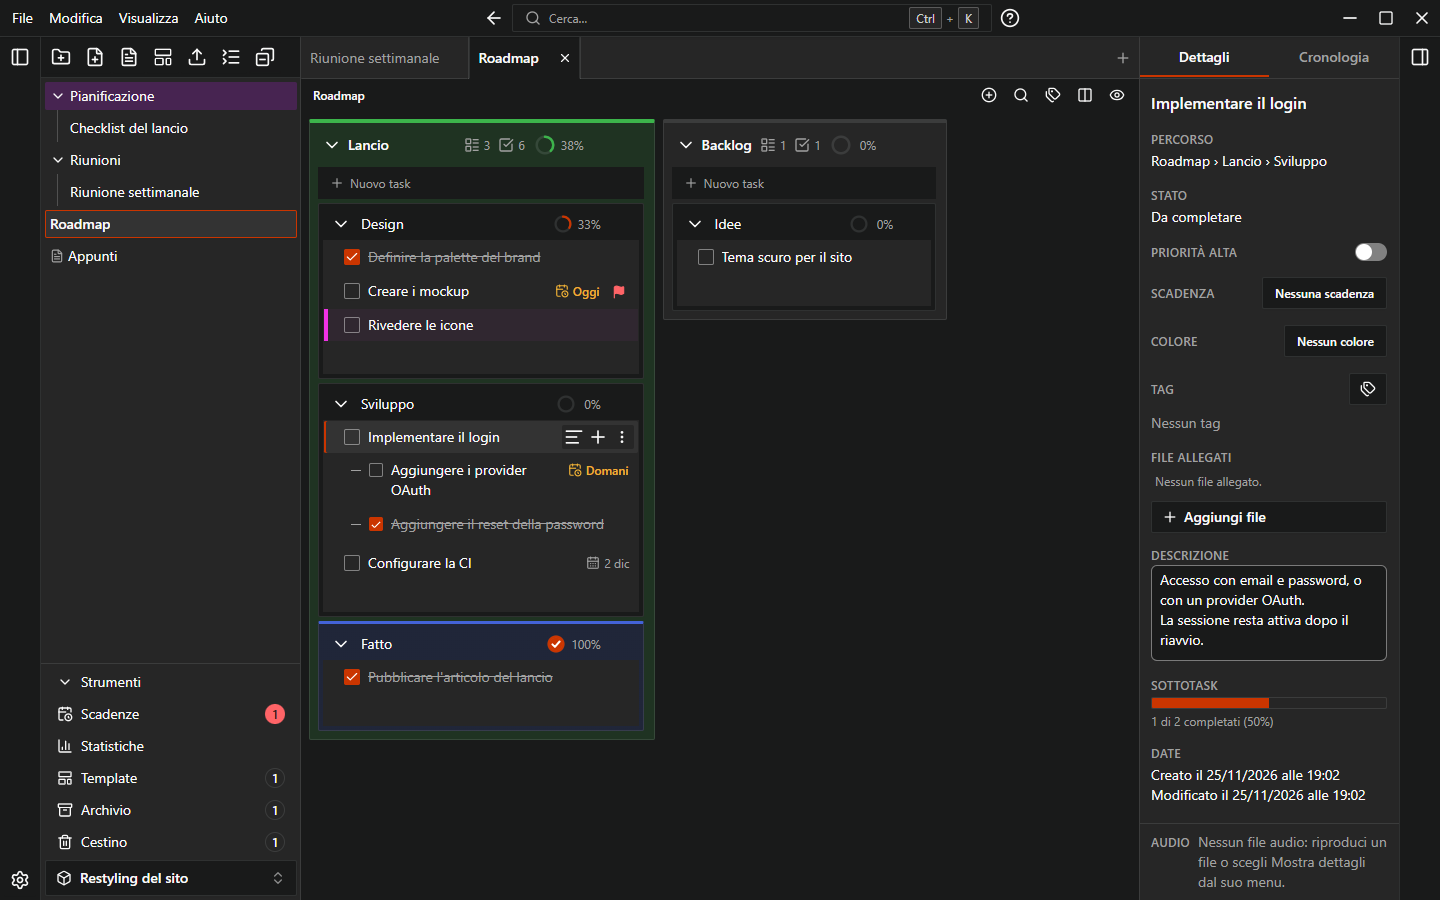 File Modifica Visualizza Aiuto
Cerca...
Ctrl + K
Pianificazione
Checklist del lancio
Riunioni
Riunione settimanale
Roadmap
Appunti
Strumenti
Scadenze 1
Statistiche
Template 1
Archivio 1
Cestino 1
Restyling del sito
Riunione settimanale
Roadmap
Roadmap
Lancio 3 6 38%
Nuovo task
Design 33%
Definire la palette del brand
Creare i mockup Oggi
Rivedere le icone
Sviluppo 0%
Implementare il login
Aggiungere i provider Domani
OAuth
Aggiungere il reset della password
Configurare la CI 2 dic
Fatto 100%
Pubblicare l'articolo del lancio
Backlog 1 1 0%
Nuovo task
Idee 0%
Tema scuro per il sito
Dettagli Cronologia
Implementare il login
PERCORSO
Roadmap › Lancio › Sviluppo
STATO
Da completare
PRIORITÀ ALTA
SCADENZA Nessuna scadenza
COLORE Nessun colore
TAG
Nessun tag
FILE ALLEGATI
Nessun file allegato.
Aggiungi file
DESCRIZIONE
Accesso con email e password, o
con un provider OAuth.
La sessione resta attiva dopo il
riavvio.
SOTTOTASK
1 di 2 completati (50%)
DATE
Creato il 25/11/2026 alle 19:02
Modificato il 25/11/2026 alle 19:02
AUDIO Nessun file audio: riproduci un
file o scegli Mostra dettagli
dal suo menu.